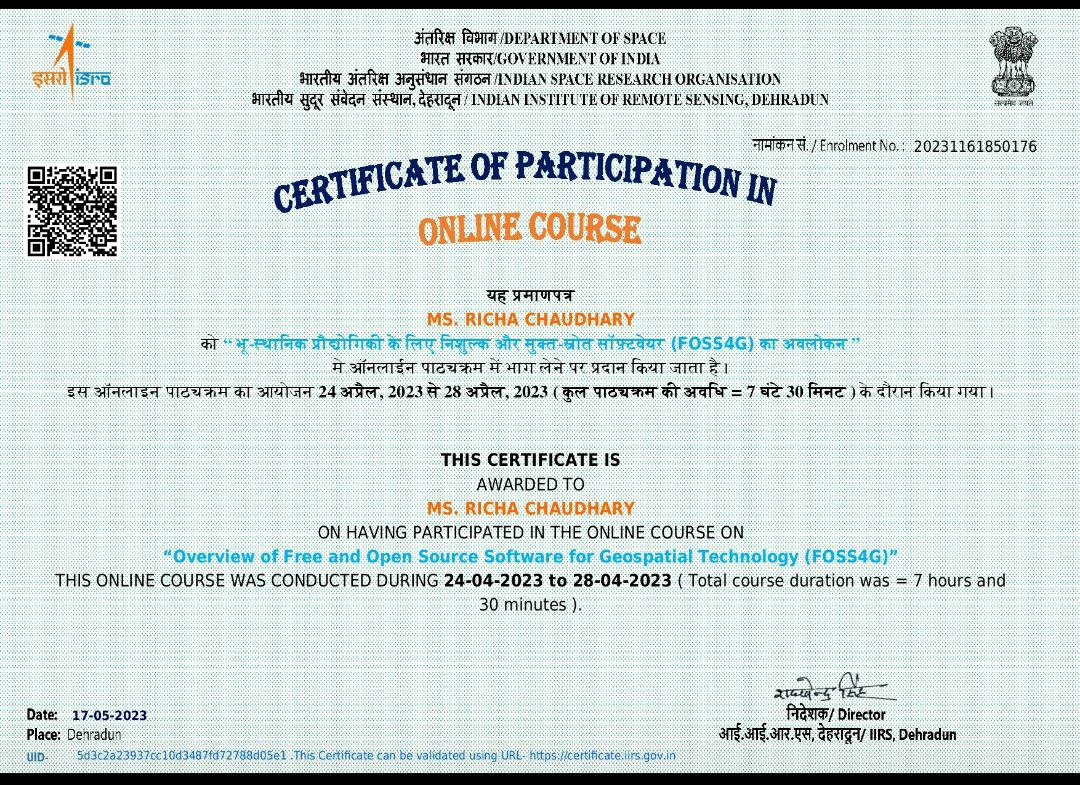 अंतरिक्ष विभाग/DEPARTMENT OF SPACE
भारत सरकार/GOVERNMENT OF INDIA
भारतीय अंतरिक्ष अनुसंधान संगठन/INDIAN SPACE RESEARCH ORGANISATION
भारतीय सुदूर संवेदन संस्थान, देहरादून / INDIAN INSTITUTE OF REMOTE SENSING, DEHRADUN
इसरो isro
सत्यमेव जयते
नामांकन सं. / Enrolment No. : 20231161850176
CERTIFICATE OF PARTICIPATION IN
ONLINE COURSE
यह प्रमाणपत्र
MS. RICHA CHAUDHARY
को “ भू-स्थानिक प्रौद्योगिकी के लिए निशुल्क और मुक्त-स्रोत सॉफ़्टवेयर (FOSS4G) का अवलोकन ”
मे ऑनलाईन पाठ्यक्रम में भाग लेने पर प्रदान किया जाता है।
इस ऑनलाइन पाठ्यक्रम का आयोजन 24 अप्रैल, 2023 से 28 अप्रैल, 2023 ( कुल पाठ्यक्रम की अवधि = 7 घंटे 30 मिनट ) के दौरान किया गया।
THIS CERTIFICATE IS
AWARDED TO
MS. RICHA CHAUDHARY
ON HAVING PARTICIPATED IN THE ONLINE COURSE ON
“Overview of Free and Open Source Software for Geospatial Technology (FOSS4G)”
THIS ONLINE COURSE WAS CONDUCTED DURING 24-04-2023 to 28-04-2023 ( Total course duration was = 7 hours and
30 minutes ).
Date: 17-05-2023
Place: Dehradun
निदेशक/ Director
आई.आई.आर.एस, देहरादून/ IIRS, Dehradun
UID- 5d3c2a23937cc10d3487fd72788d05e1 .This Certificate can be validated using URL- https://certificate.iirs.gov.in